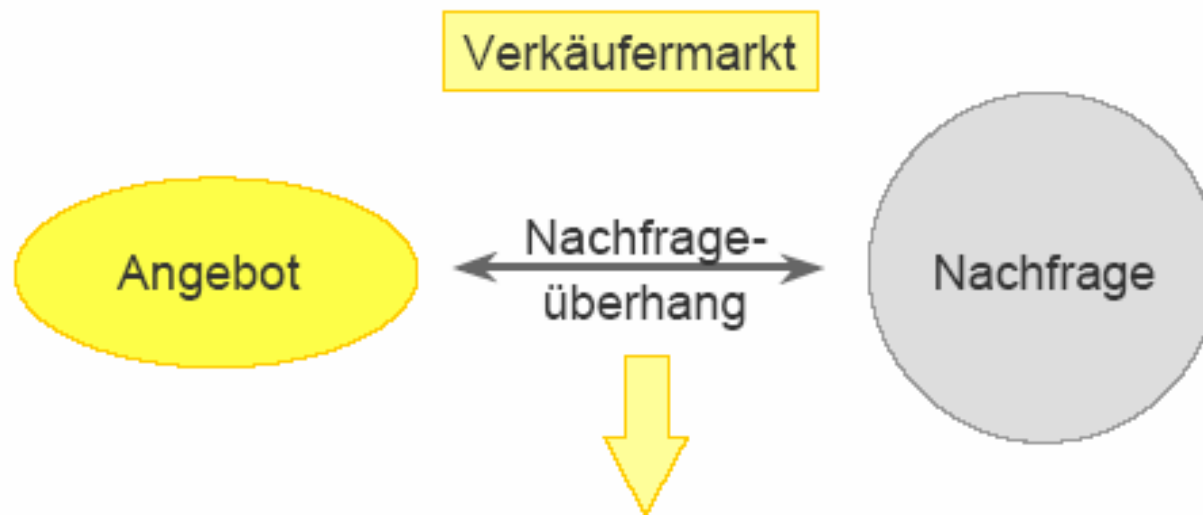 Verkäufermarkt
Angebot
Nachfrage-
überhang
Nachfrage